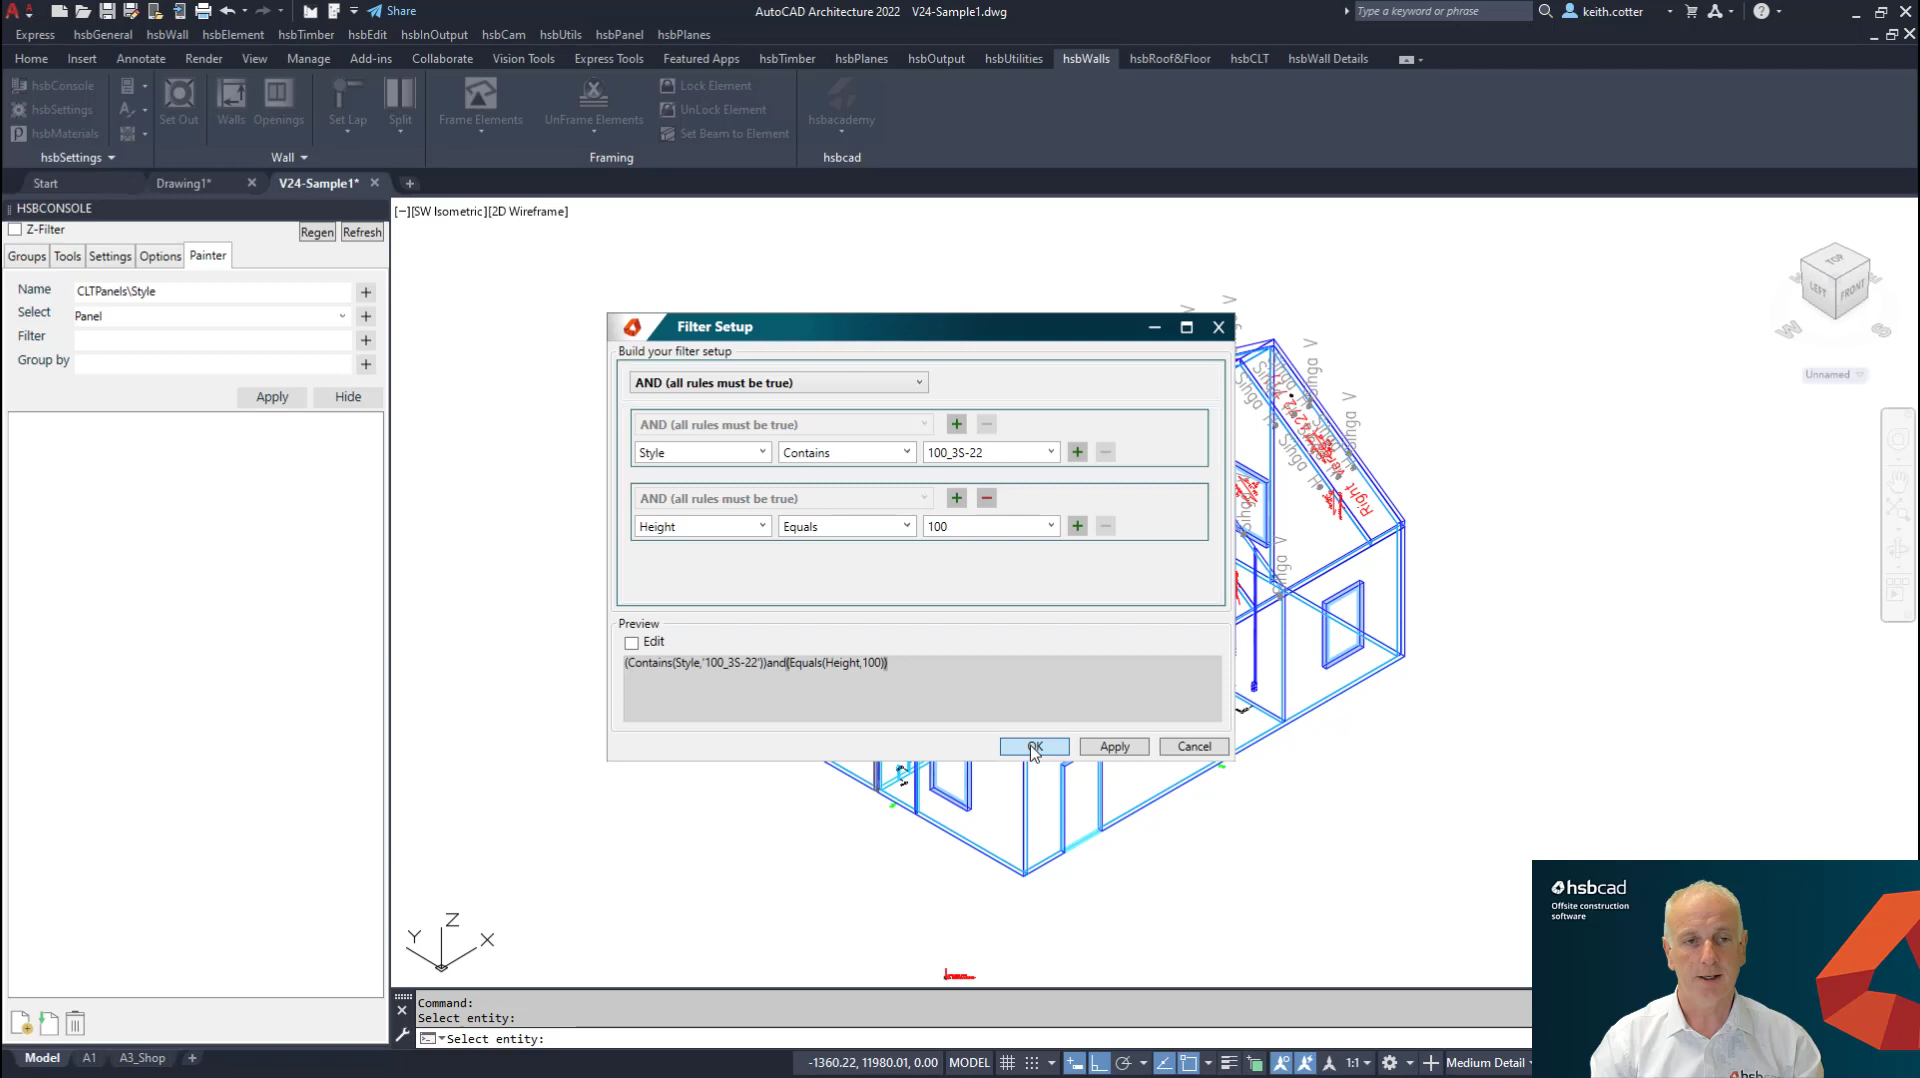 Share
AutoCAD Architecture 2022 V24-Sample1.dwg
Type a keyword or phrase
keith.cotter
Express hsbGeneral hsbWall hsbElement hsbTimber hsbEdit hsbInOutput hsbCam hsbUtils hsbPanel hsbPlanes
Home Insert Annotate Render View Manage Add-ins Collaborate Vision Tools Express Tools Featured Apps hsbTimber hsbPlanes hsbOutput hsbUtilities hsbWalls hsbRoof&Floor hsbCLT hsbWall Details
hsbConsole
hsbSettings
hsbMaterials
Set Out
Walls
Openings
Set Lap
Split
Frame Elements
UnFrame Elements
Lock Element
UnLock Element
Set Beam to Element
hsbacademy
hsbSettings
Wall
Framing
hsbcad
Start
Drawing1*
V24-Sample1*
HSBCONSOLE
Z-Filter
Regen
Refresh
Groups Tools Settings Options Painter
Name CLTPanels\Style
Select Panel
Filter
Group by
Apply Hide
[−][SW Isometric][2D Wireframe]
TOP
LEFT
FRONT
W
S
Unnamed
Filter Setup
Build your filter setup
AND (all rules must be true)
AND (all rules must be true)
Style Contains 100_3S-22
AND (all rules must be true)
Height Equals 100
Preview
Edit
(Contains(Style,'100_3S-22'))and(Equals(Height,100))
OK Apply Cancel
Right
Z
Y
X
Command:
Select entity:
Select entity:
Model A1 A3_Shop
-1360.22, 11980.01, 0.00 MODEL
1:1
Medium Detail
hsbcad
Offsite construction
software
hsbcad